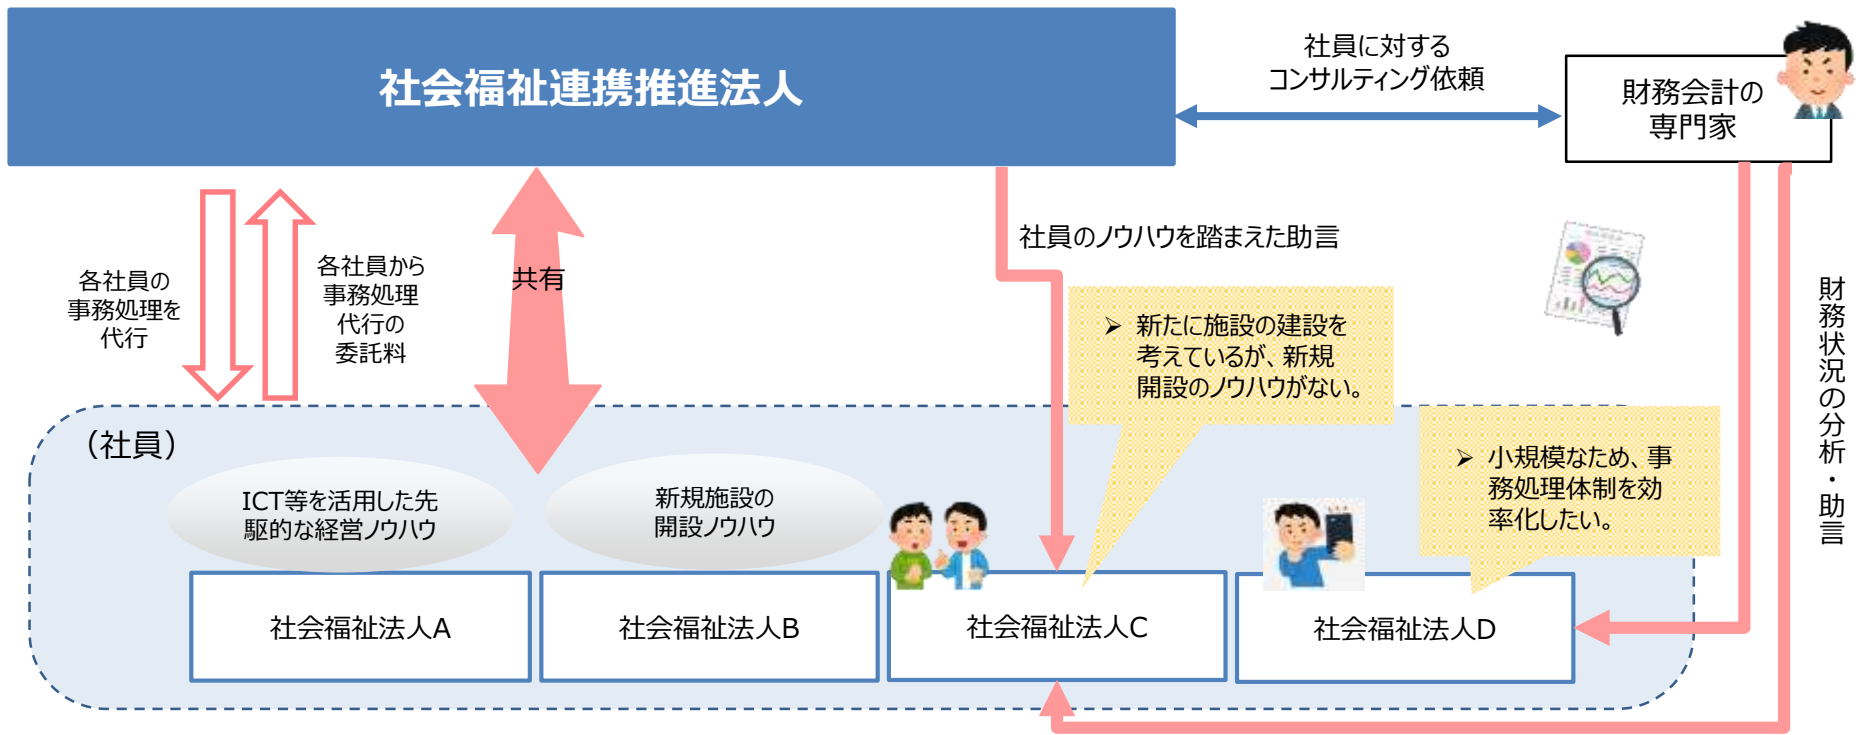 社会福祉連携推進法人
社員に対する
コンサルティング依頼
財務会計の
専門家
各社員の
事務処理を
代行
各社員から
事務処理
代行の
委託料
共有
社員のノウハウを踏まえた助言
➢ 新たに施設の建設を
考えているが、新規
開設のノウハウがない。
財務状況の分析・助言
（社員）
ICT等を活用した先
駆的な経営ノウハウ
新規施設の
開設ノウハウ
➢ 小規模なため、事
務処理体制を効
率化したい。
社会福祉法人A
社会福祉法人B
社会福祉法人C
社会福祉法人D